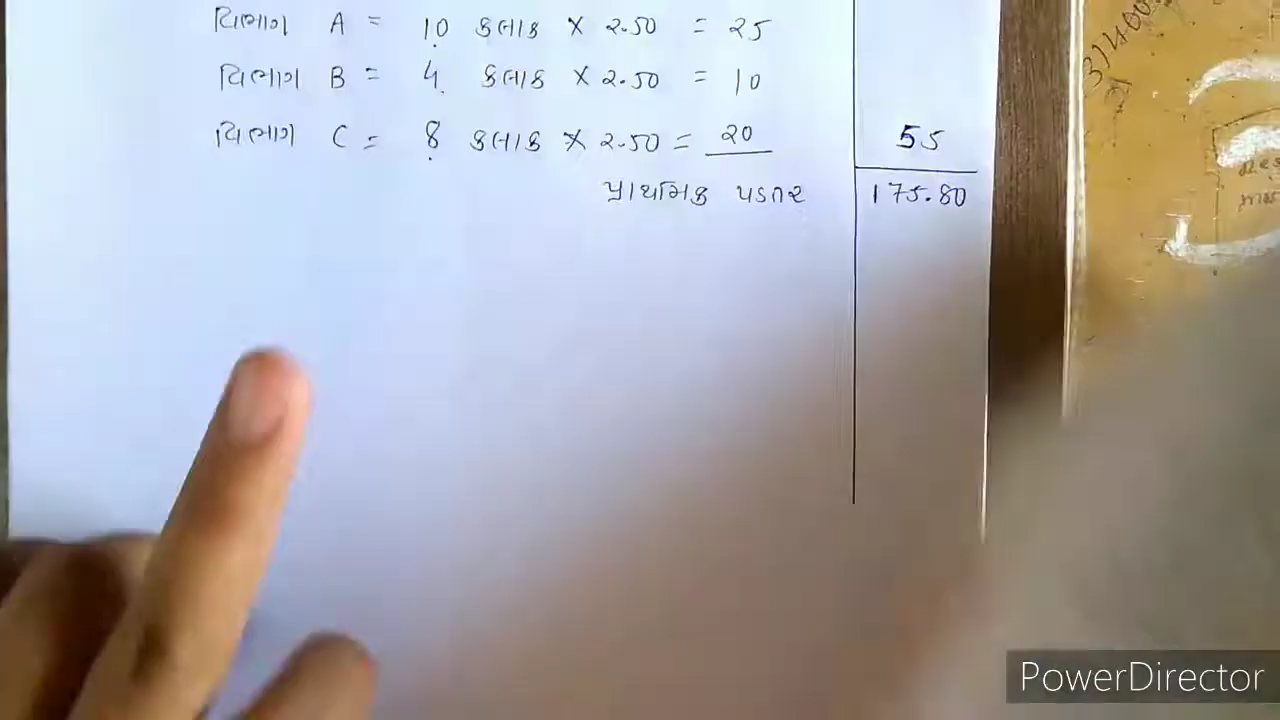 વિભાગ A = 10 કલાક × 2.50 = 25
વિભાગ B = 4 કલાક × 2.50 = 10
વિભાગ C = 8 કલાક × 2.50 = 20 55
પ્રાથમિક પડતર 175.80
PowerDirector